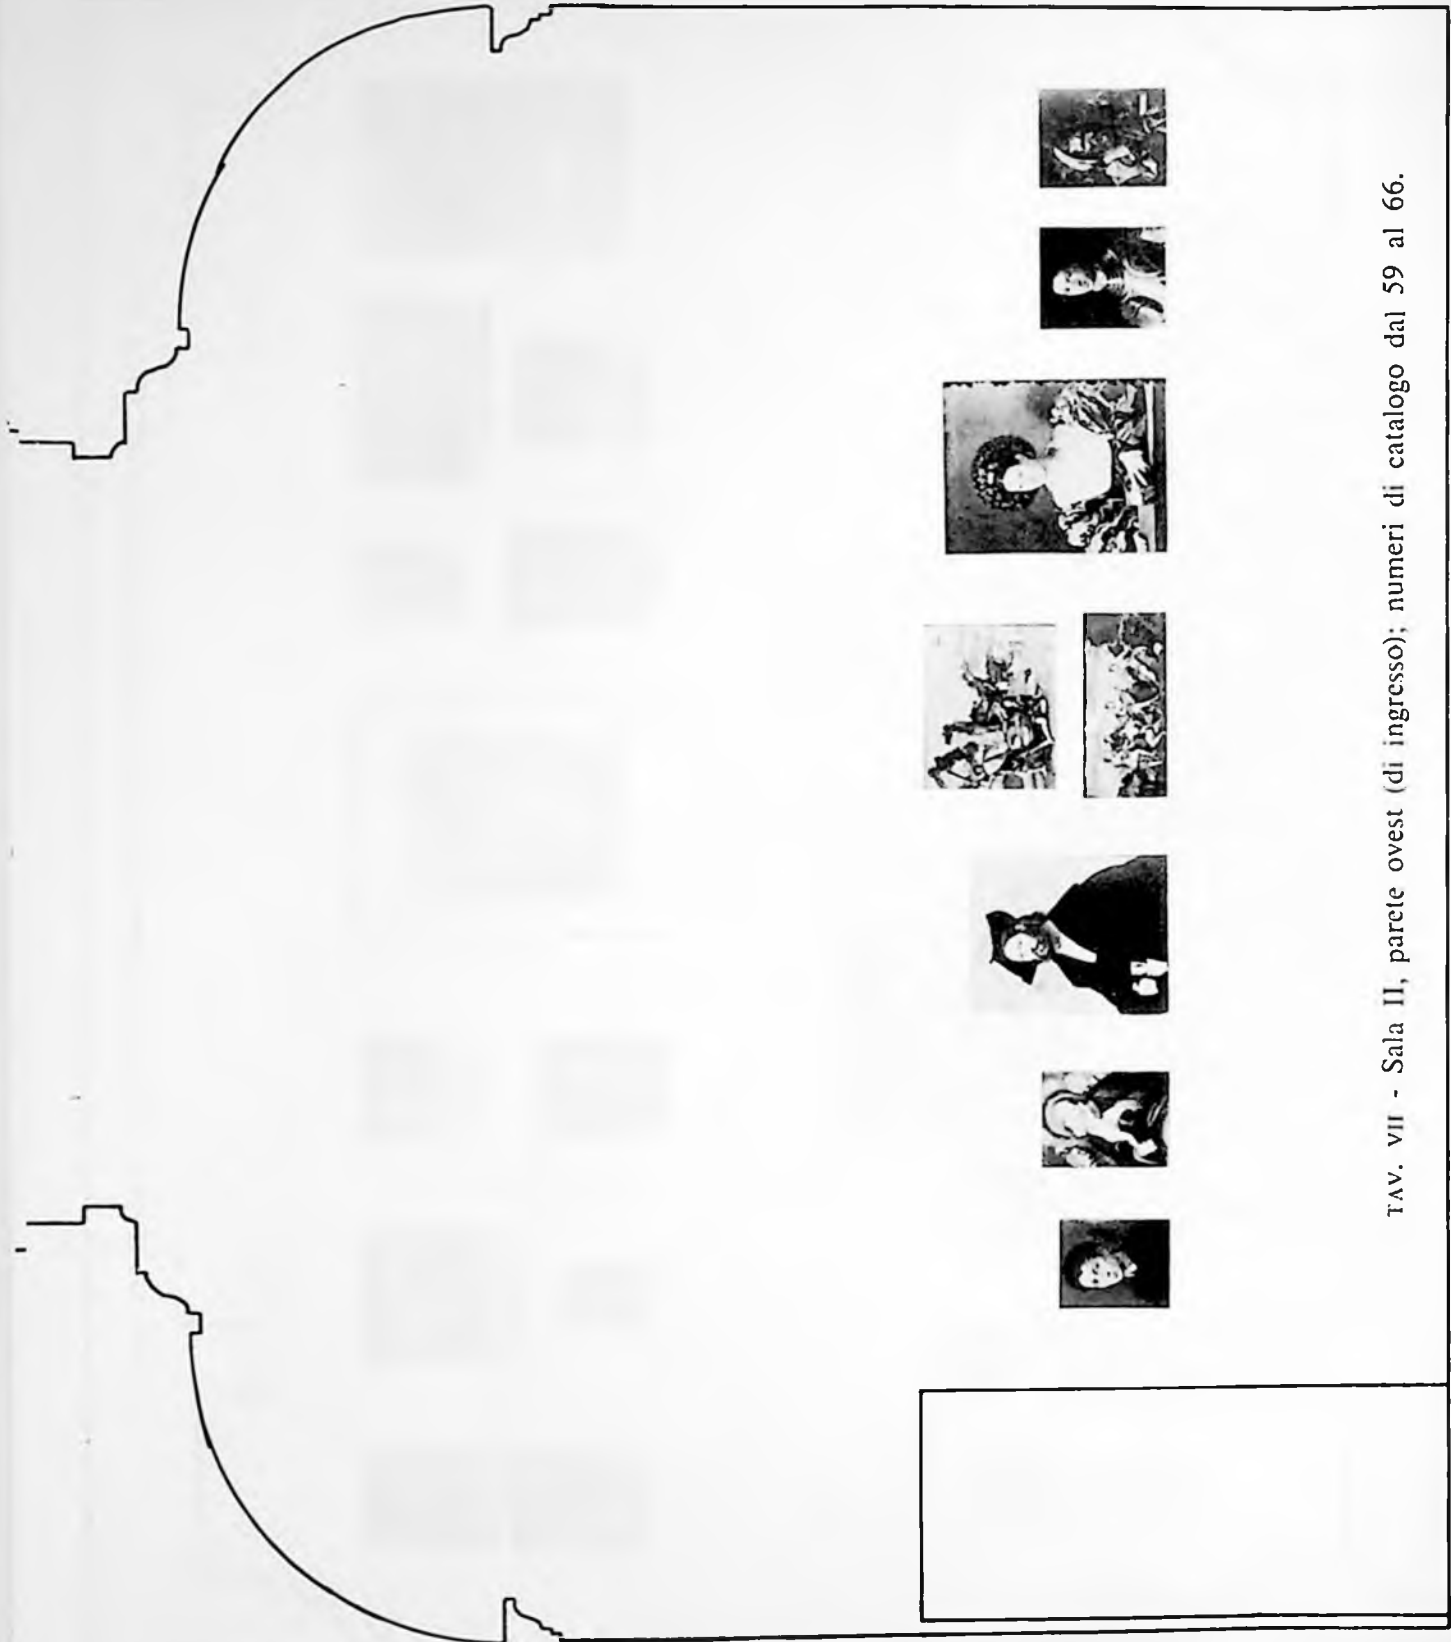 TAV. VII - Sala II, parete ovest (di ingresso); numeri di catalogo dal 59 al 66.